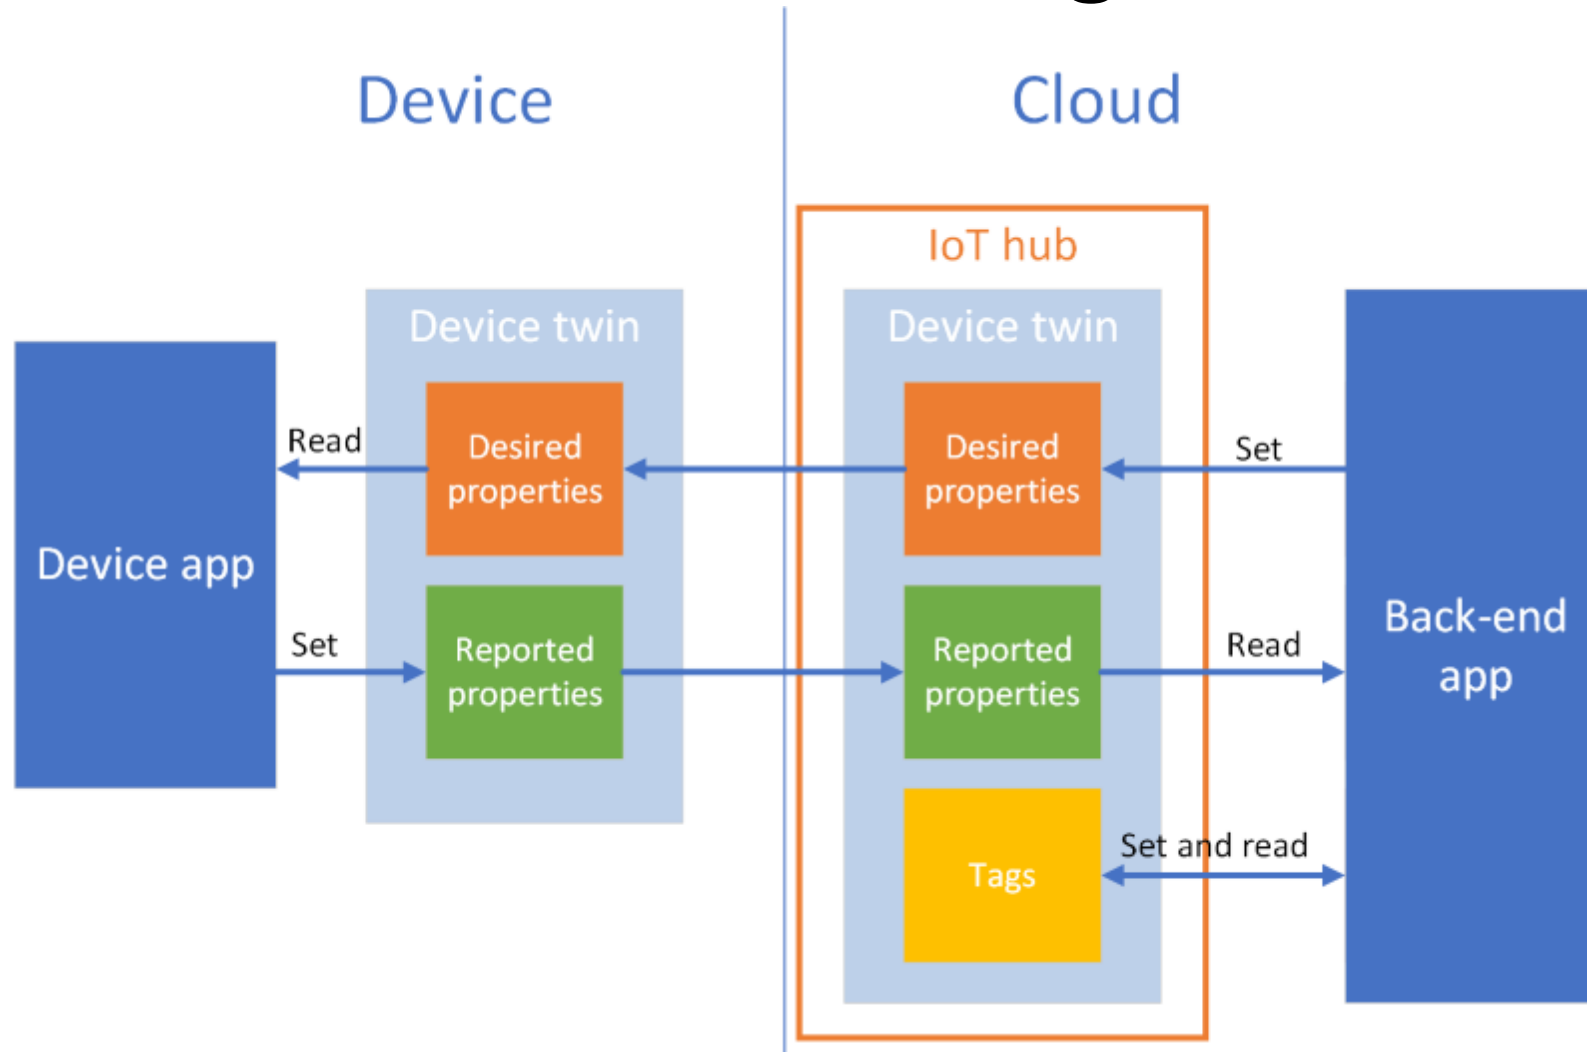 Device
Cloud
IoT hub
Device twin
Device twin
Read
Desired
properties
Desired
properties
Set
Device app
Set
Reported
properties
Reported
properties
Read
Back-end
app
Set and read
Tags